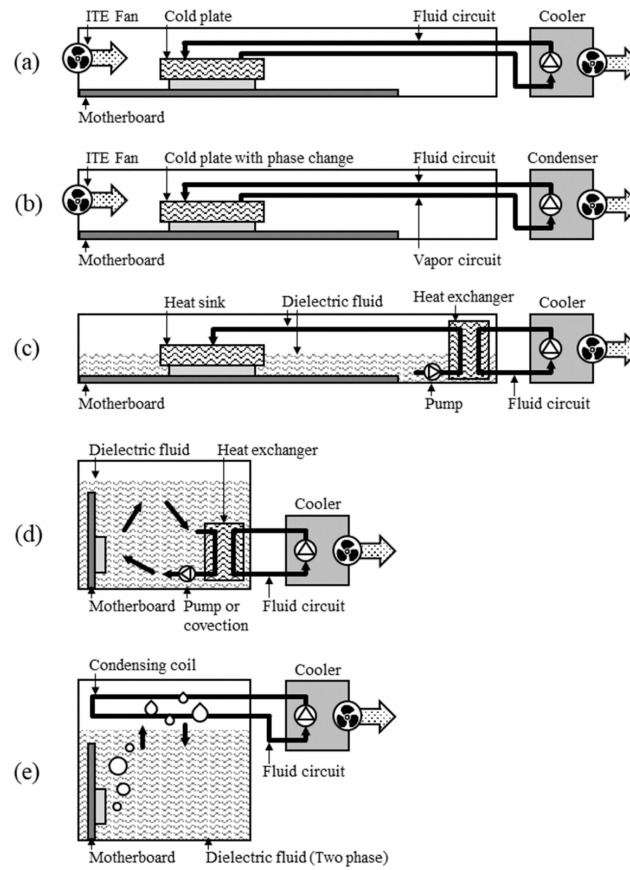 ITE Fan Cold plate Fluid circuit Cooler
(a)
Motherboard
ITE Fan Cold plate with phase change Fluid circuit Condenser
(b)
Motherboard Vapor circuit
Heat sink Dielectric fluid Heat exchanger Cooler
(c)
Motherboard Pump Fluid circuit
Dielectric fluid Heat exchanger
Cooler
(d)
Motherboard Pump or Fluid circuit
covection
Condensing coil Cooler
(e)
Fluid circuit
Motherboard Dielectric fluid (Two phase)